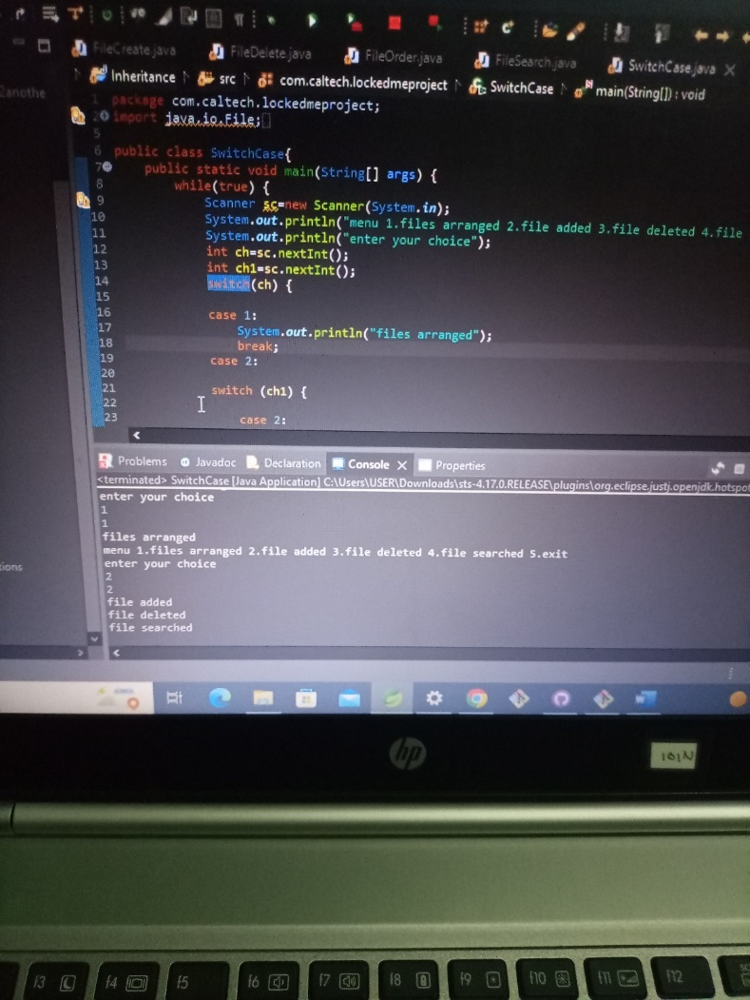 FileCreate.java FileDelete.java FileOrder.java FileSearch.java SwitchCase.java
Inheritance src com.caltech.lockedmeproject SwitchCase main(String[]) : void
2anothe
1 package com.caltech.lockedmeproject;
2 import java.io.File;
5
6 public class SwitchCase{
7 public static void main(String[] args) {
8 while(true) {
9 Scanner sc=new Scanner(System.in);
10 System.out.println("menu 1.files arranged 2.file added 3.file deleted 4.file
11 System.out.println("enter your choice");
12 int ch=sc.nextInt();
13 int ch1=sc.nextInt();
14 switch(ch) {
15
16 case 1:
17 System.out.println("files arranged");
18 break;
19 case 2:
20
21 switch (ch1) {
22
23 case 2:
Problems Javadoc Declaration Console Properties
<terminated> SwitchCase [Java Application] C:\Users\USER\Downloads\sts-4.17.0.RELEASE\plugins\org.eclipse.justj.openjdk.hotspot
enter your choice
1
1
files arranged
menu 1.files arranged 2.file added 3.file deleted 4.file searched 5.exit
enter your choice
ions
2
2
file added
file deleted
file searched
hp
101N
f3 f4 f5 f6 f7 f8 f9 f10 f11 f12